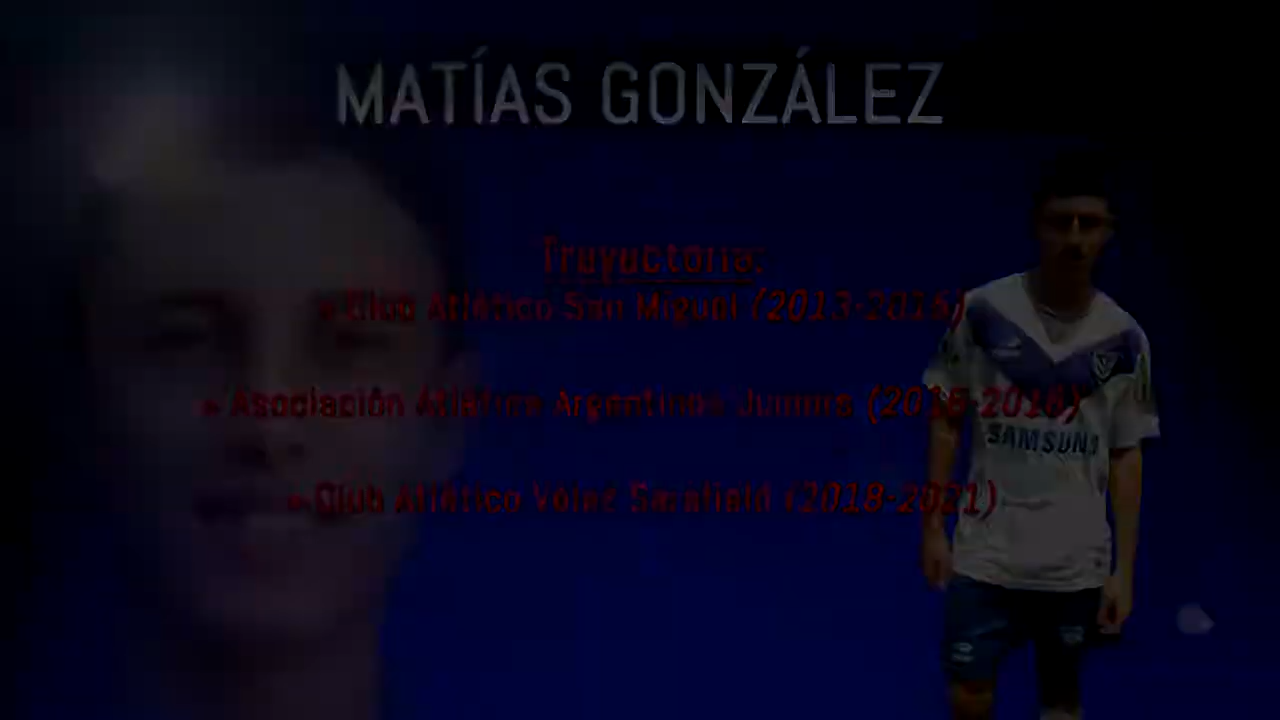 MATÍAS GONZÁLEZ
Trayectoria:
» Club Atlético San Miguel (2013-2015)
» Asociación Atlética Argentinos Juniors (2016-2018)
» Club Atlético Vélez Sarsfield (2018-2021)
SAMSUNG